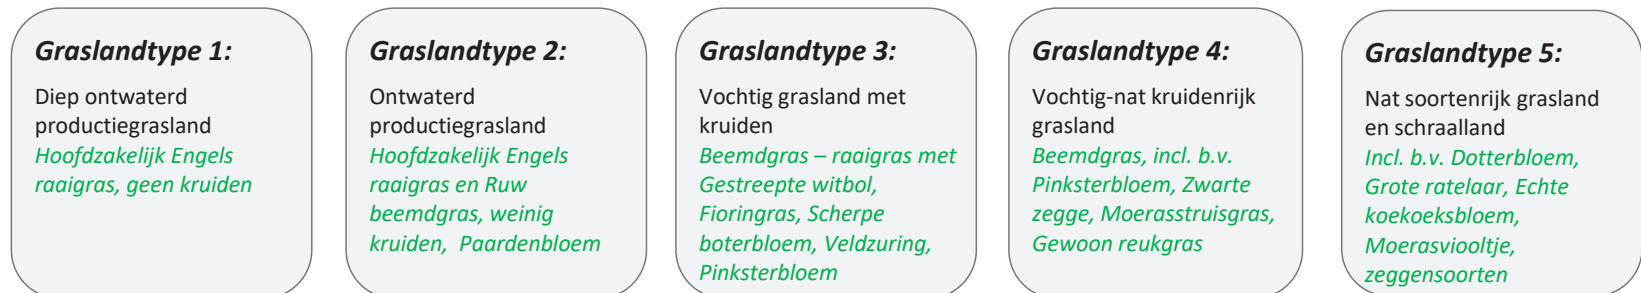 Graslandtype 1:
Diep ontwaterd
productiegrasland
Hoofdzakelijk Engels
raaigras, geen kruiden
Graslandtype 2:
Ontwaterd
productiegrasland
Hoofdzakelijk Engels
raaigras en Ruw
beemdgras, weinig
kruiden, Paardenbloem
Graslandtype 3:
Vochtig grasland met
kruiden
Beemdgras – raaigras met
Gestreepte witbol,
Fioringras, Scherpe
boterbloem, Veldzuring,
Pinksterbloem
Graslandtype 4:
Vochtig-nat kruidenrijk
grasland
Beemdgras, incl. b.v.
Pinksterbloem, Zwarte
zegge, Moerasstruisgras,
Gewoon reukgras
Graslandtype 5:
Nat soortenrijk grasland
en schraalland
Incl. b.v. Dotterbloem,
Grote ratelaar, Echte
koekoeksbloem,
Moerasviooltje,
zeggensoorten